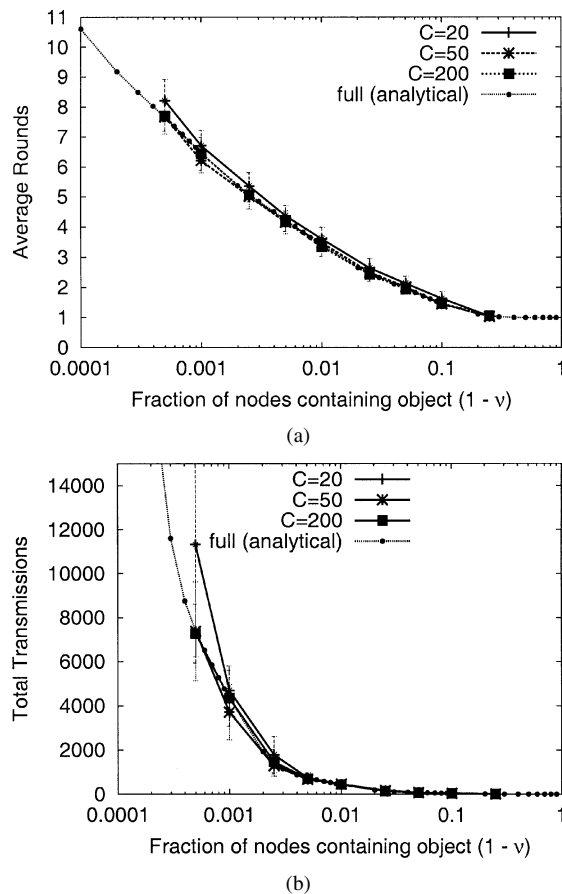 11
10
9
8
7
6
5
4
3
2
1
0
Average Rounds
C=20
C=50
C=200
full (analytical)
0.0001 0.001 0.01 0.1 1
Fraction of nodes containing object (1 - ν)
(a)
14000
12000
10000
8000
6000
4000
2000
0
Total Transmissions
C=20
C=50
C=200
full (analytical)
0.0001 0.001 0.01 0.1 1
Fraction of nodes containing object (1 - ν)
(b)